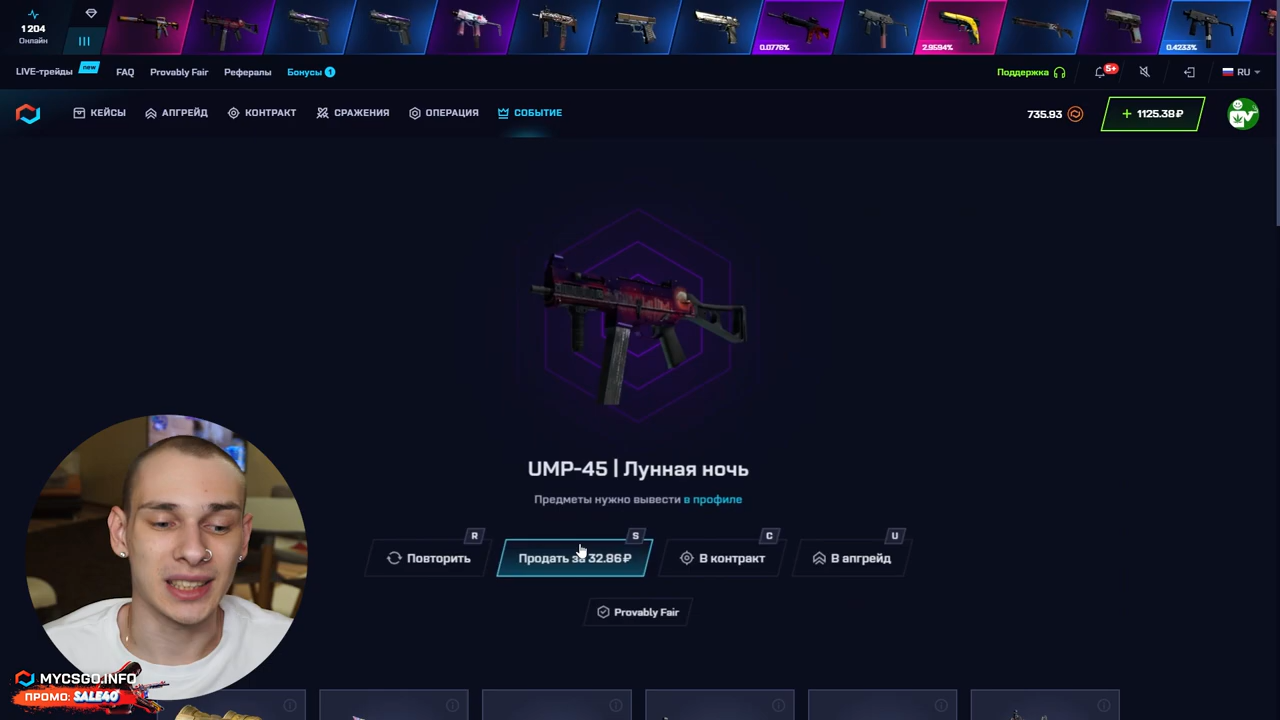 1 204
Онлайн
0.0776%
2.9594%
0.4233%
LIVE-трейды
new
FAQ
Provably Fair
Рефералы
Бонусы 1
Поддержка
5+
RU
КЕЙСЫ
АПГРЕЙД
КОНТРАКТ
СРАЖЕНИЯ
ОПЕРАЦИЯ
СОБЫТИЕ
735.93
+ 1125.38 ₽
UMP-45 | Лунная ночь
Предметы нужно вывести в профиле
R
S
C
U
Повторить
Продать за 32.86 ₽
В контракт
В апгрейд
Provably Fair
MYCSGO.INFO
ПРОМО: SALE40